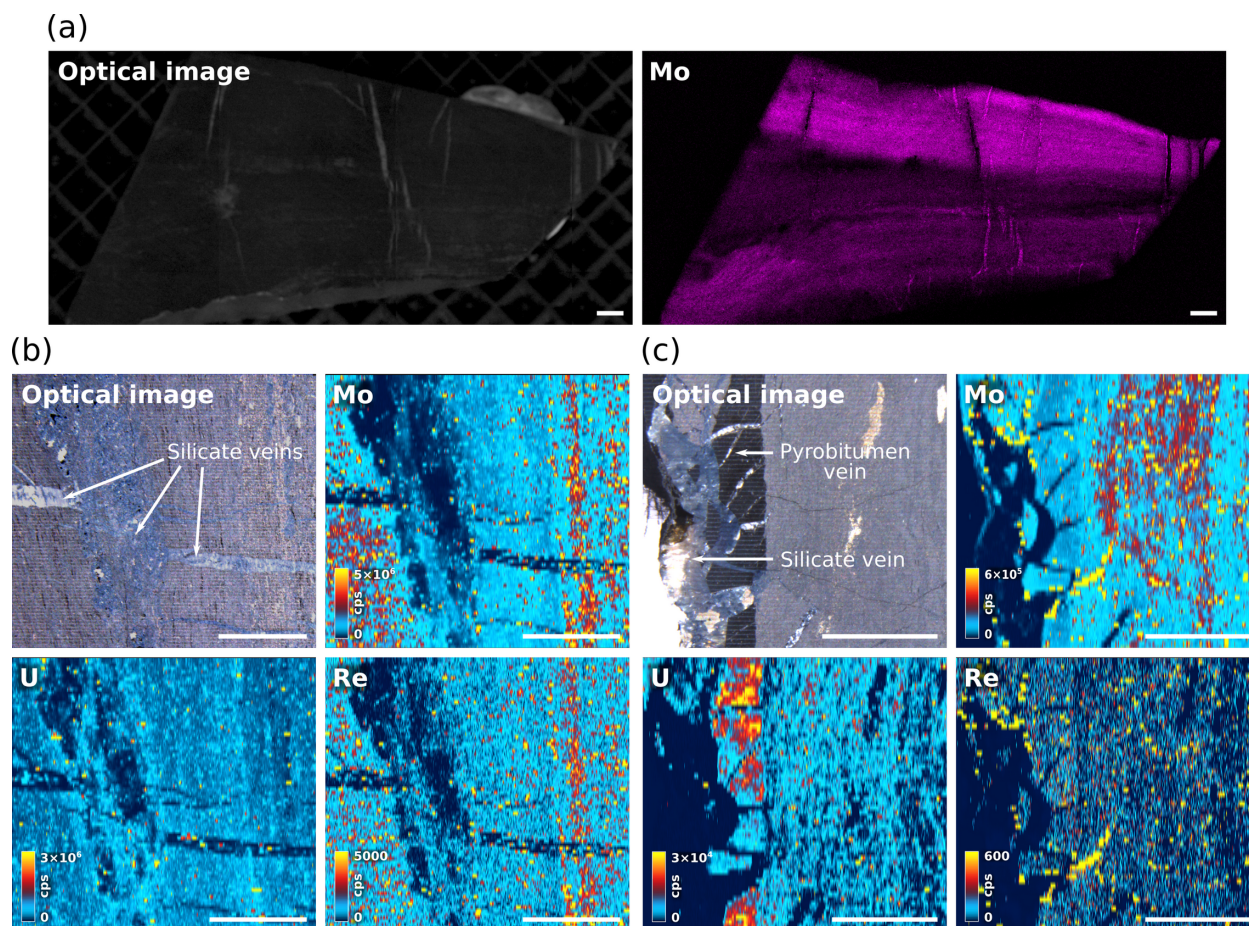 (a)
Optical image
Mo
(b)
(c)
Optical image
Silicate veins
Mo
5×10⁶
cps
0
Optical image
Pyrobitumen
vein
Silicate vein
Mo
6×10⁵
cps
0
U
3×10⁶
cps
0
Re
5000
cps
0
U
3×10⁴
cps
0
Re
600
cps
0